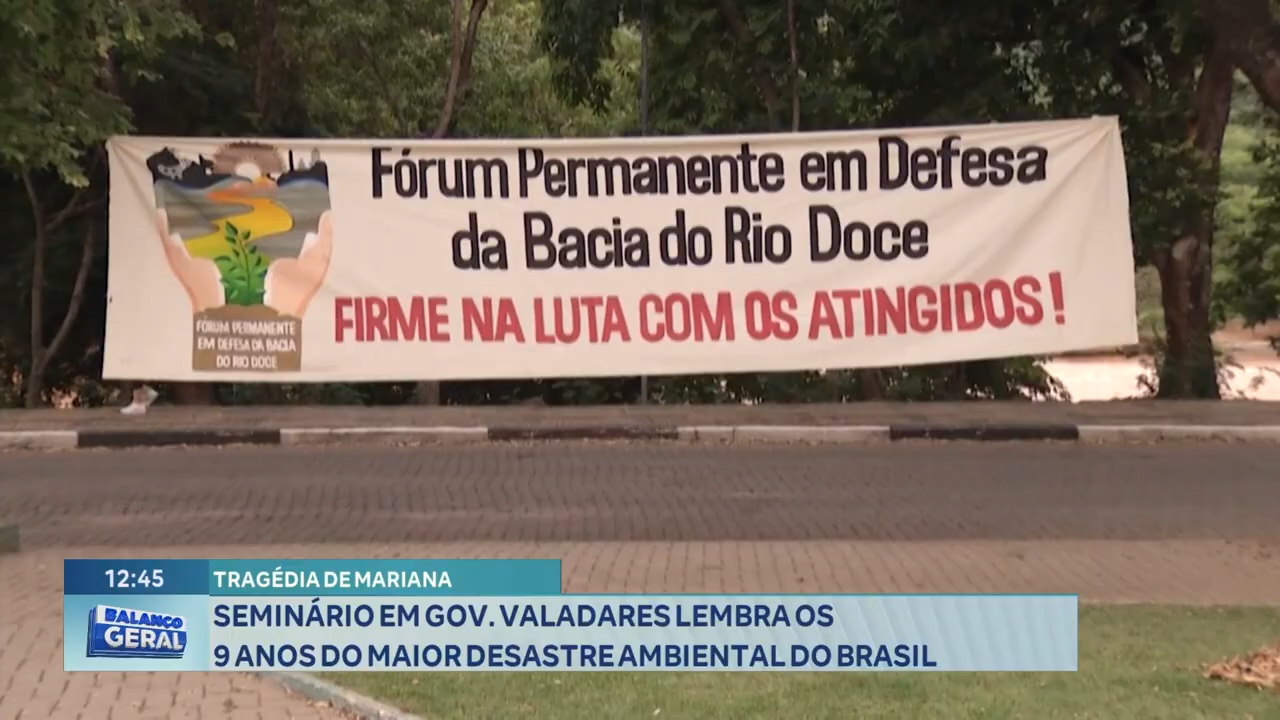 Fórum Permanente em Defesa
da Bacia do Rio Doce
FIRME NA LUTA COM OS ATINGIDOS!
FÓRUM PERMANENTE
EM DEFESA DA BACIA
DO RIO DOCE
12:45
TRAGÉDIA DE MARIANA
BALANÇO
GERAL
SEMINÁRIO EM GOV. VALADARES LEMBRA OS
9 ANOS DO MAIOR DESASTRE AMBIENTAL DO BRASIL